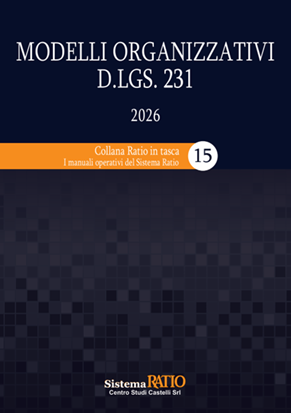 MODELLI ORGANIZZATIVI
D.LGS. 231
2026
Collana Ratio in tasca
I manuali operativi del Sistema Ratio
15
Sistema RATIO
Centro Studi Castelli Srl